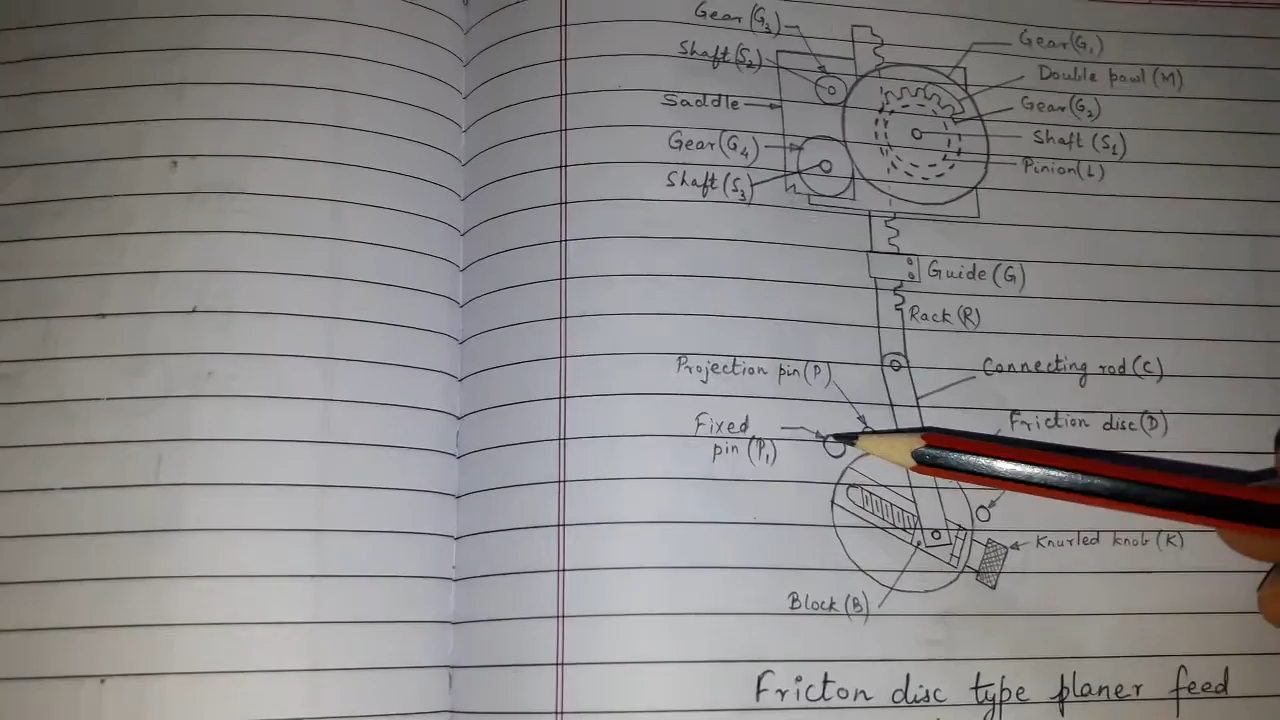 Gear(G3)
Gear(G1)
Shaft(S2)
Double pawl(M)
Saddle
Gear(G2)
Gear(G4)
Shaft(S1)
Shaft(S3)
Pinion(L)
Guide(G)
Rack(R)
Projection pin(P)
Connecting rod(C)
Fixed pin(P1)
Friction disc(D)
Knurled knob(K)
Block(B)
Fricton disc type planer feed